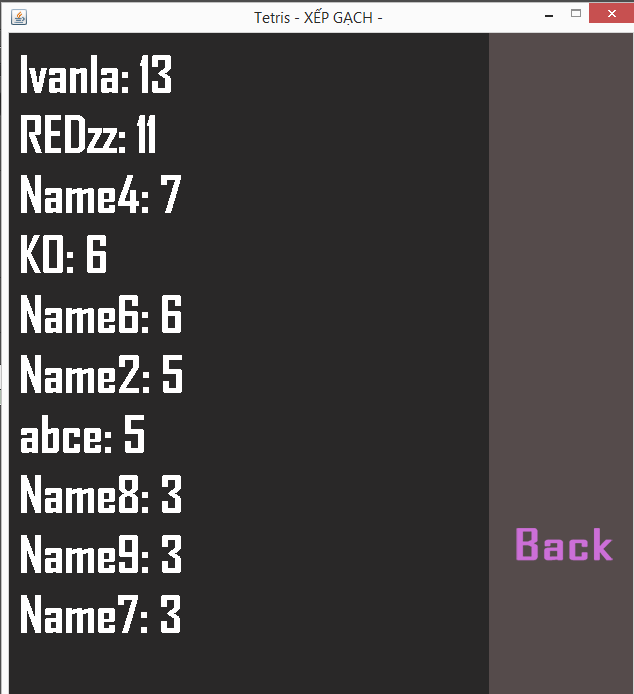 Tetris - XẾP GẠCH -
Ivanla: 13
REDzz: 11
Name4: 7
KO: 6
Name6: 6
Name2: 5
abce: 5
Name8: 3
Name9: 3
Name7: 3
Back